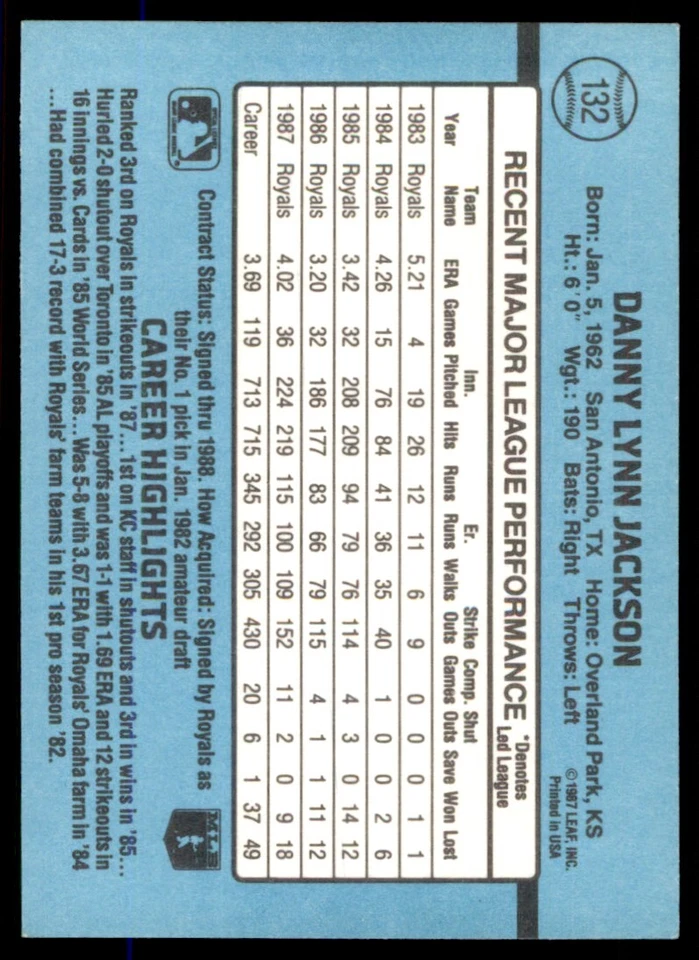 132
DANNY LYNN JACKSON
Born: Jan. 5, 1962 San Antonio, TX Home: Overland Park, KS
Ht.: 6' 0" Wgt.: 190 Bats: Right Throws: Left
©1987 LEAF, INC.
Printed in USA
RECENT MAJOR LEAGUE PERFORMANCE *Denotes Led League
Year Team Name ERA Games Inn. Pitched Hits Runs Er. Runs Walks Strike Outs Comp. Games Shut Outs Save Won Lost
1983 Royals 5.21 4 19 26 12 11 6 9 0 0 0 1 1
1984 Royals 4.26 15 76 84 41 36 35 40 1 0 0 2 6
1985 Royals 3.42 32 208 209 94 79 76 114 4 3 0 14 12
1986 Royals 3.20 32 186 177 83 66 79 115 4 1 1 11 12
1987 Royals 4.02 36 224 219 115 100 109 152 11 2 0 9 18
Career 3.69 119 713 715 345 292 305 430 20 6 1 37 49
Contract Status: Signed thru 1988. How Acquired: Signed by Royals as
their No. 1 pick in Jan. 1982 amateur draft
MLB
CAREER HIGHLIGHTS
Ranked 3rd on Royals in strikeouts in '87... 1st on KC staff in shutouts and 3rd in wins in '85...
Hurled 2-0 shutout over Toronto in '85 AL playoffs and was 1-1 with 1.69 ERA and 12 strikeouts in
16 innings vs. Cards in '85 World Series... Was 5-8 with 3.67 ERA for Royals' Omaha farm in '84
...Had combined 17-3 record with Royals' farm teams in his 1st pro season '82.